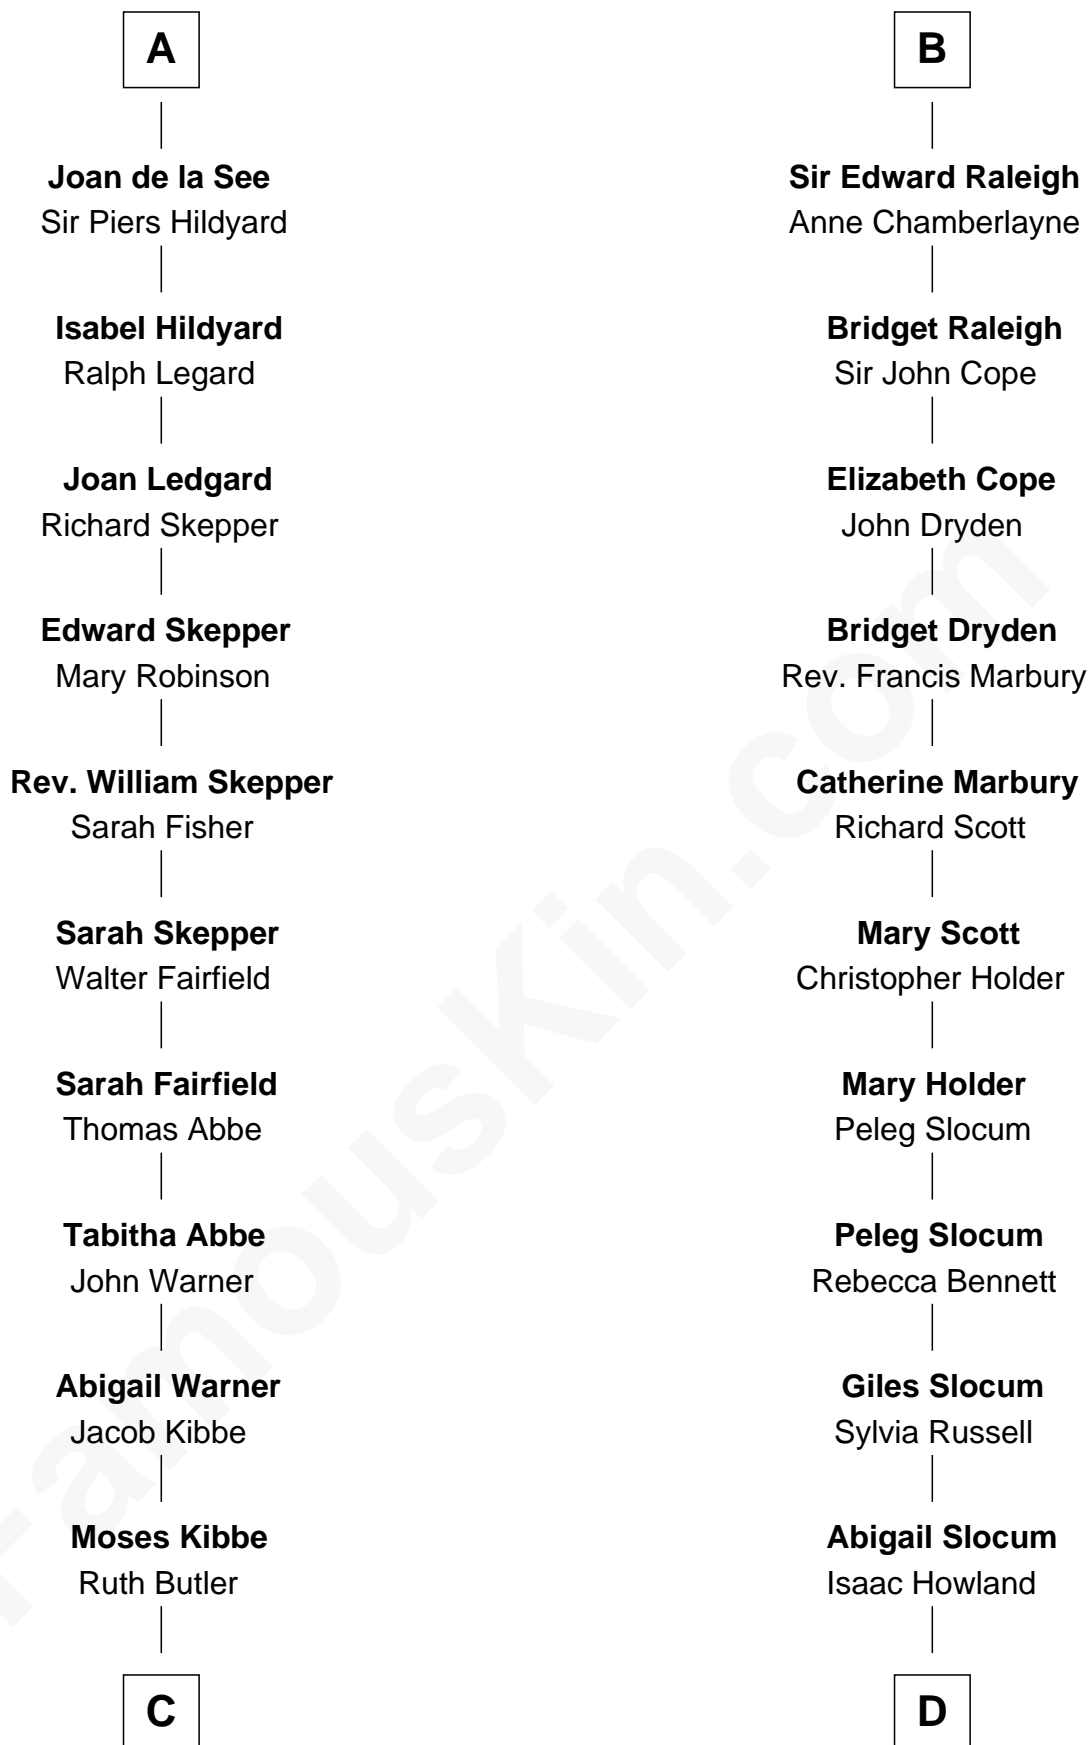 A
Joan de la See
Sir Piers Hildyard
Isabel Hildyard
Ralph Legard
Joan Ledgard
Richard Skepper
Edward Skepper
Mary Robinson
Rev. William Skepper
Sarah Fisher
Sarah Skepper
Walter Fairfield
Sarah Fairfield
Thomas Abbe
Tabitha Abbe
John Warner
Abigail Warner
Jacob Kibbe
Moses Kibbe
Ruth Butler
C
B
Sir Edward Raleigh
Anne Chamberlayne
Bridget Raleigh
Sir John Cope
Elizabeth Cope
John Dryden
Bridget Dryden
Rev. Francis Marbury
Catherine Marbury
Richard Scott
Mary Scott
Christopher Holder
Mary Holder
Peleg Slocum
Peleg Slocum
Rebecca Bennett
Giles Slocum
Sylvia Russell
Abigail Slocum
Isaac Howland
D
FamousKin.com